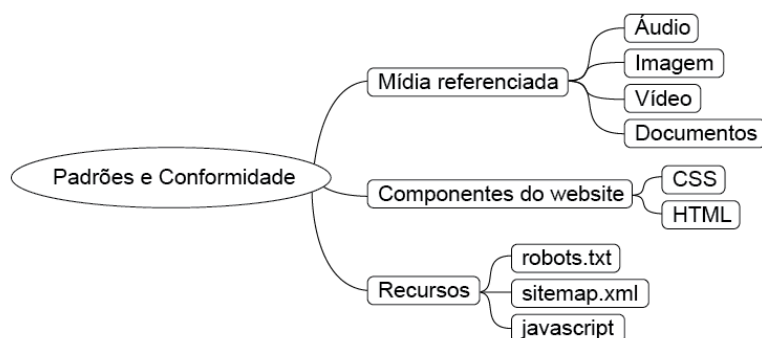 Padrões e Conformidade
Mídia referenciada
Áudio
Imagem
Vídeo
Documentos
Componentes do website
CSS
HTML
Recursos
robots.txt
sitemap.xml
javascript